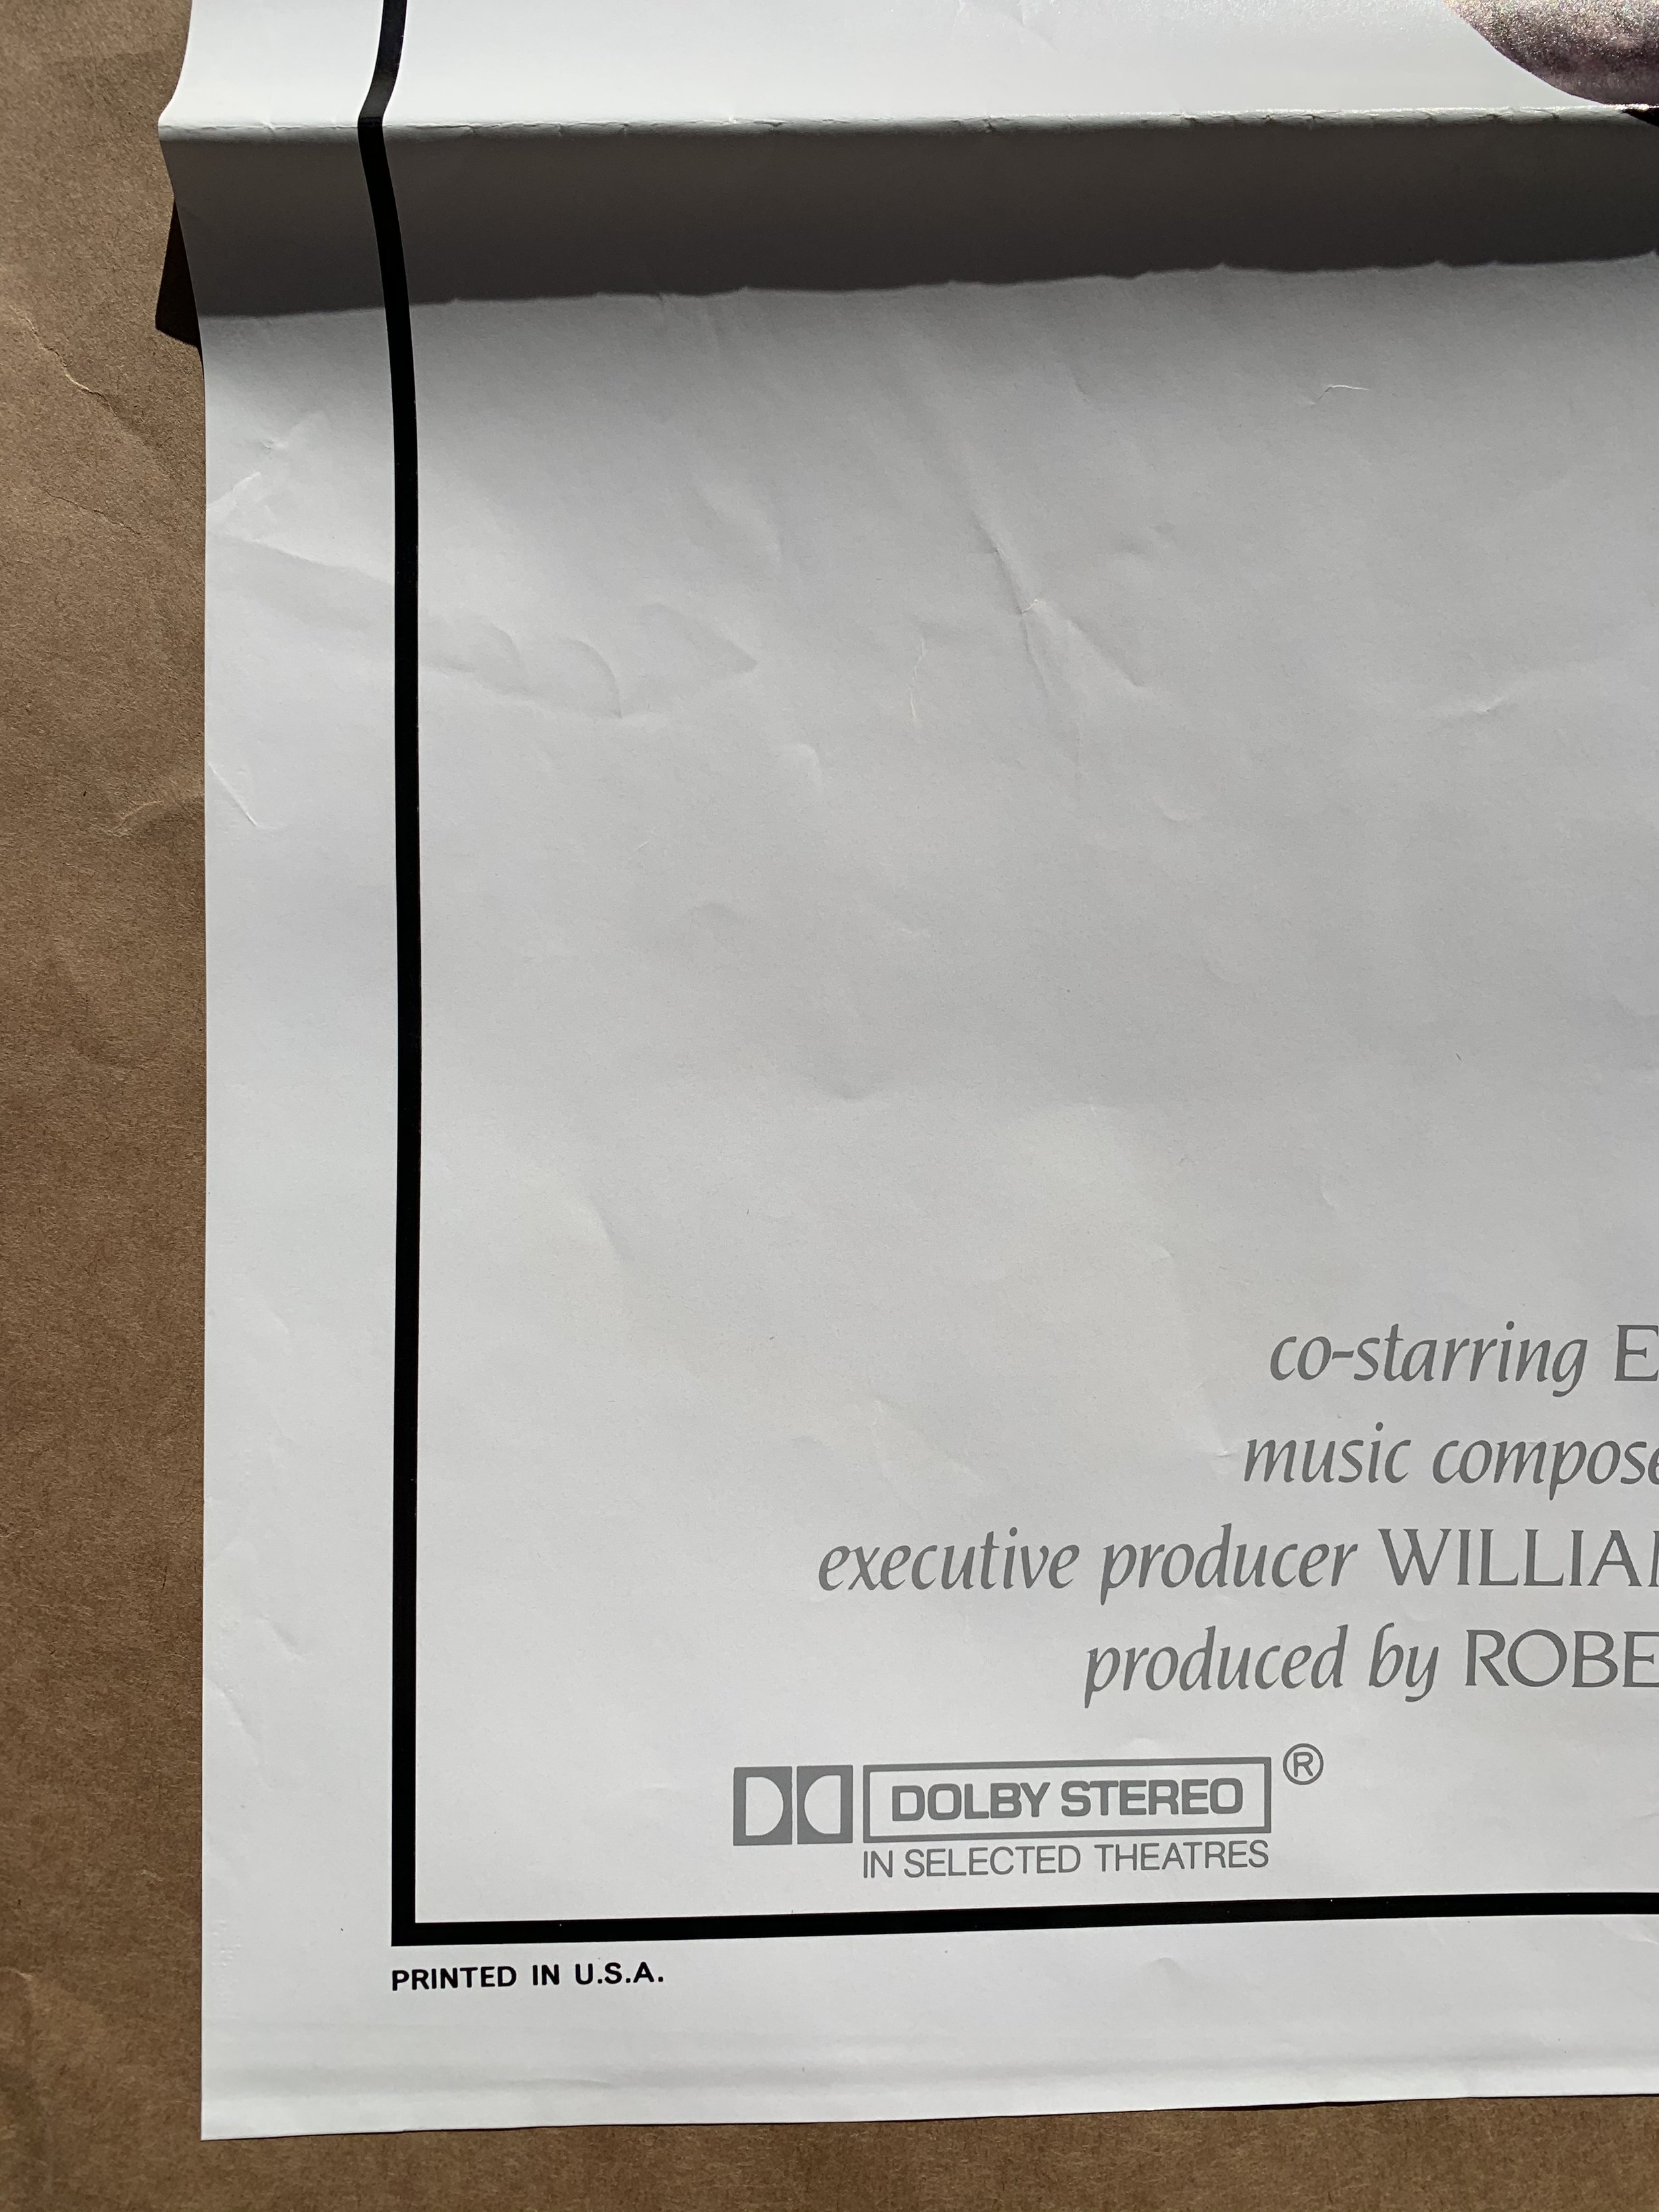 co-starring E
music compose
executive producer WILLIA
produced by ROBE
DOLBY STEREO ®
IN SELECTED THEATRES
PRINTED IN U.S.A.